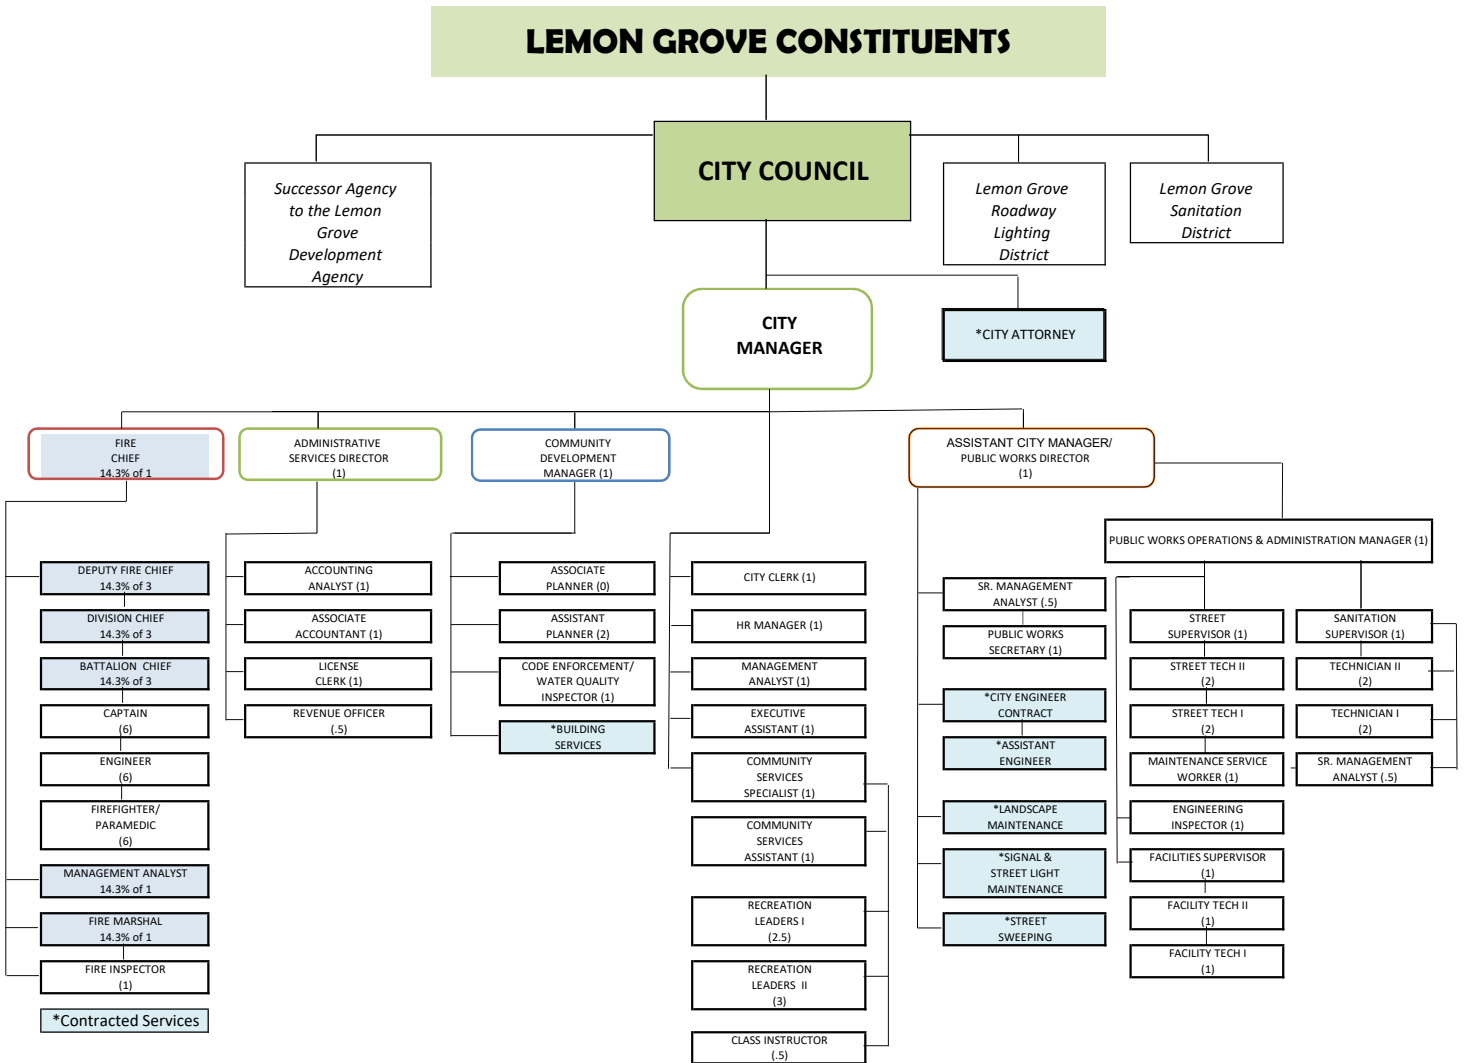 LEMON GROVE CONSTITUENTS
CITY COUNCIL
Successor Agency
to the Lemon
Grove
Development
Agency
Lemon Grove
Roadway
Lighting
District
Lemon Grove
Sanitation
District
CITY
MANAGER
*CITY ATTORNEY
FIRE
CHIEF
14.3% of 1
ADMINISTRATIVE
SERVICES DIRECTOR
(1)
COMMUNITY
DEVELOPMENT
MANAGER (1)
ASSISTANT CITY MANAGER/
PUBLIC WORKS DIRECTOR
(1)
DEPUTY FIRE CHIEF
14.3% of 3
DIVISION CHIEF
14.3% of 3
BATTALION CHIEF
14.3% of 3
CAPTAIN
(6)
ENGINEER
(6)
FIREFIGHTER/
PARAMEDIC
(6)
MANAGEMENT ANALYST
14.3% of 1
FIRE MARSHAL
14.3% of 1
FIRE INSPECTOR
(1)
*Contracted Services
ACCOUNTING
ANALYST (1)
ASSOCIATE
ACCOUNTANT (1)
LICENSE
CLERK (1)
REVENUE OFFICER
(.5)
ASSOCIATE
PLANNER (0)
ASSISTANT
PLANNER (2)
CODE ENFORCEMENT/
WATER QUALITY
INSPECTOR (1)
*BUILDING
SERVICES
CITY CLERK (1)
HR MANAGER (1)
MANAGEMENT
ANALYST (1)
EXECUTIVE
ASSISTANT (1)
COMMUNITY
SERVICES
SPECIALIST (1)
COMMUNITY
SERVICES
ASSISTANT (1)
RECREATION
LEADERS I
(2.5)
RECREATION
LEADERS II
(3)
CLASS INSTRUCTOR
(.5)
SR. MANAGEMENT
ANALYST (.5)
PUBLIC WORKS
SECRETARY (1)
*CITY ENGINEER
CONTRACT
*ASSISTANT
ENGINEER
*LANDSCAPE
MAINTENANCE
*SIGNAL &
STREET LIGHT
MAINTENANCE
*STREET
SWEEPING
PUBLIC WORKS OPERATIONS & ADMINISTRATION MANAGER (1)
STREET
SUPERVISOR (1)
STREET TECH II
(2)
STREET TECH I
(2)
MAINTENANCE SERVICE
WORKER (1)
ENGINEERING
INSPECTOR (1)
FACILITIES SUPERVISOR
(1)
FACILITY TECH II
(1)
FACILITY TECH I
(1)
SANITATION
SUPERVISOR (1)
TECHNICIAN II
(2)
TECHNICIAN I
(2)
SR. MANAGEMENT
ANALYST (.5)